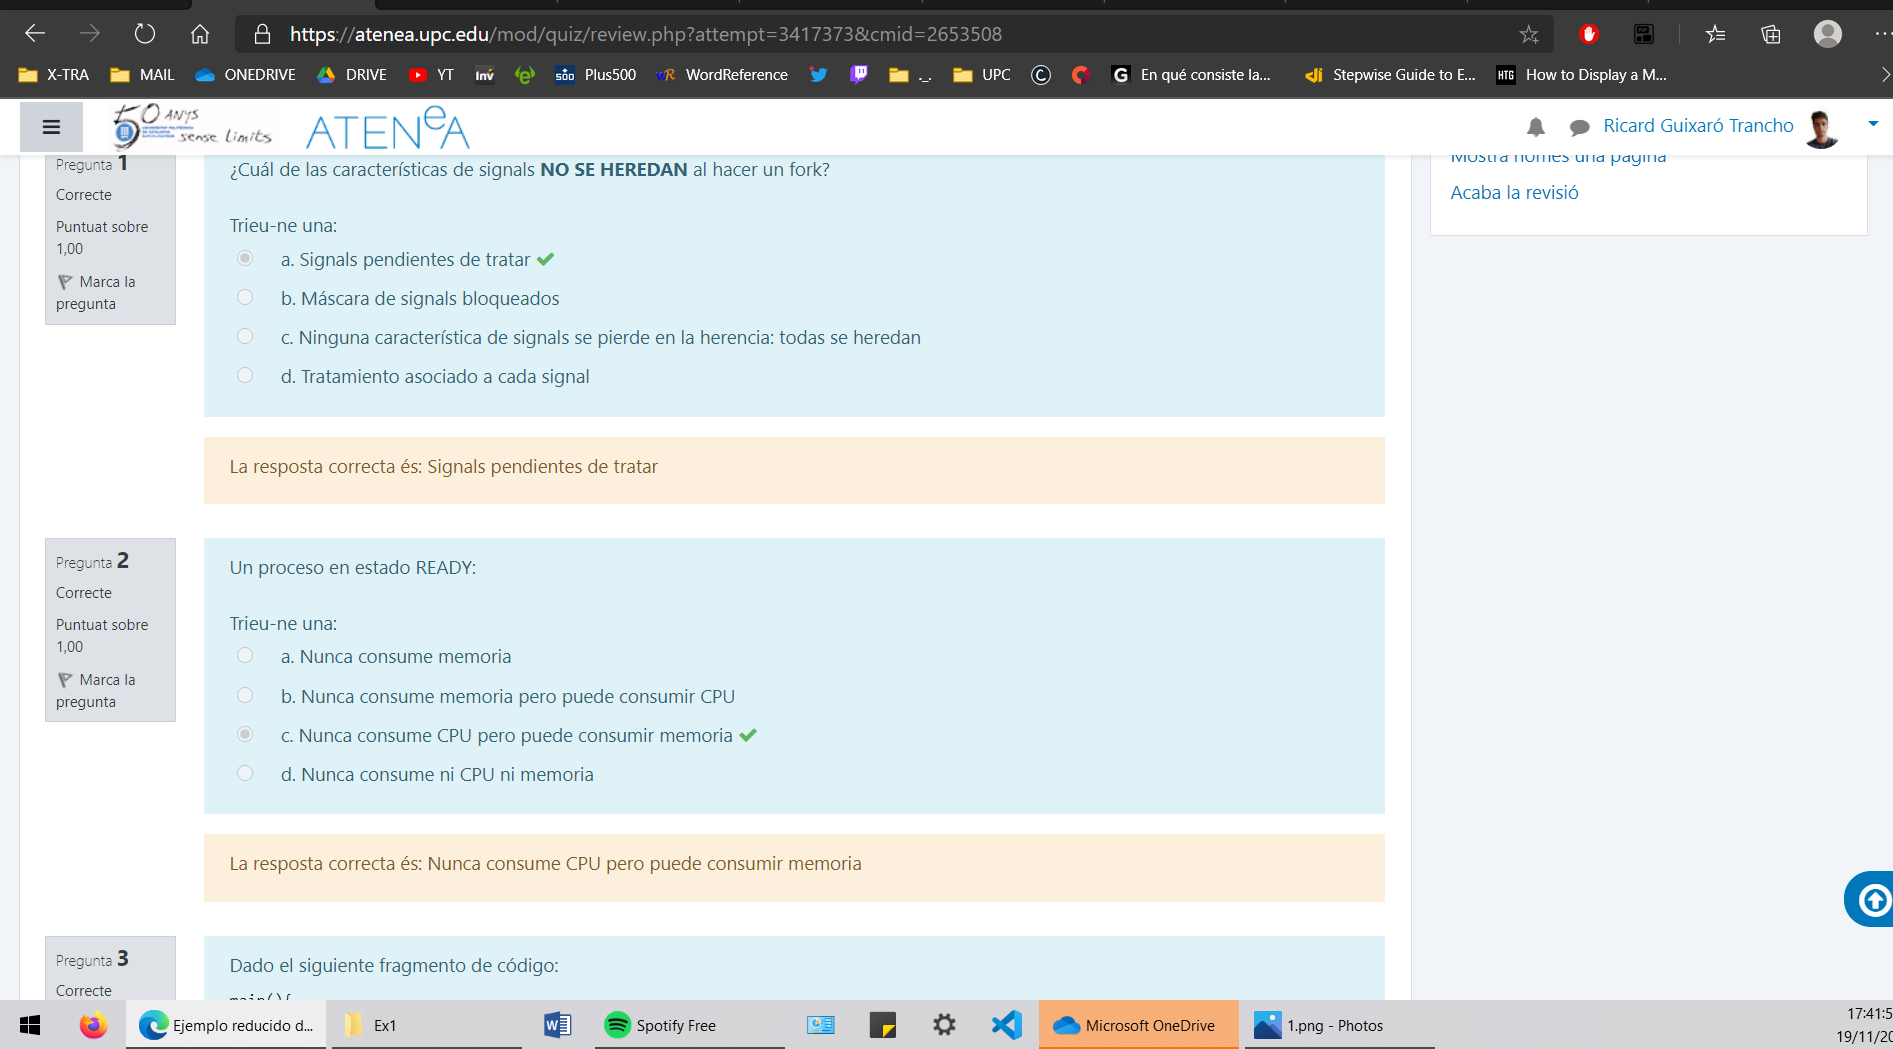 https://atenea.upc.edu/mod/quiz/review.php?attempt=3417373&cmid=2653508
X-TRA MAIL ONEDRIVE DRIVE YT inv Plus500 WordReference ._. UPC En qué consiste la... Stepwise Guide to E... HTG How to Display a M...
50 ANYS sense límits ATENEA Ricard Guixaró Trancho
Mostra només una pàgina
Acaba la revisió
Pregunta 1
Correcte
Puntuat sobre
1,00
Marca la
pregunta
¿Cuál de las características de signals NO SE HEREDAN al hacer un fork?
Trieu-ne una:
a. Signals pendientes de tratar
b. Máscara de signals bloqueados
c. Ninguna característica de signals se pierde en la herencia: todas se heredan
d. Tratamiento asociado a cada signal
La resposta correcta és: Signals pendientes de tratar
Pregunta 2
Correcte
Puntuat sobre
1,00
Marca la
pregunta
Un proceso en estado READY:
Trieu-ne una:
a. Nunca consume memoria
b. Nunca consume memoria pero puede consumir CPU
c. Nunca consume CPU pero puede consumir memoria
d. Nunca consume ni CPU ni memoria
La resposta correcta és: Nunca consume CPU pero puede consumir memoria
Pregunta 3
Correcte
Dado el siguiente fragmento de código:
main(){
Ejemplo reducido d... Ex1 Spotify Free Microsoft OneDrive 1.png - Photos
17:41:5
19/11/20